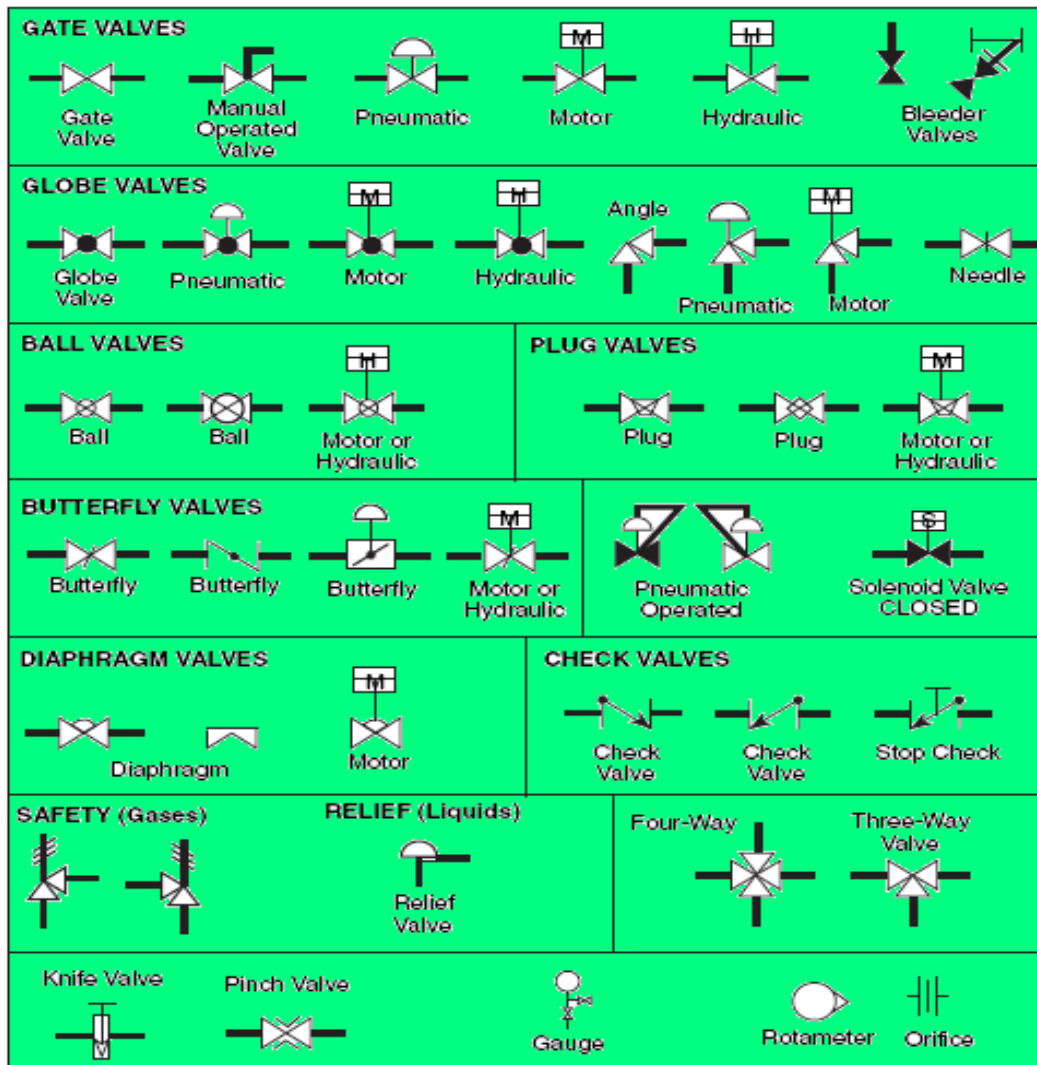 GATE VALVES
M
H
Gate
Valve
Manual
Operated
Valve
Pneumatic
Motor
Hydraulic
Bleeder
Valves
GLOBE VALVES
M
H
Angle
M
Globe
Valve
Pneumatic
Motor
Hydraulic
Pneumatic
Motor
Needle
BALL VALVES
H
Ball
Ball
Motor or
Hydraulic
PLUG VALVES
M
Plug
Plug
Motor or
Hydraulic
BUTTERFLY VALVES
M
Butterfly
Butterfly
Butterfly
Motor or
Hydraulic
Pneumatic
Operated
S
Solenoid Valve
CLOSED
DIAPHRAGM VALVES
M
Diaphragm
Motor
CHECK VALVES
Check
Valve
Check
Valve
Stop Check
SAFETY (Gases)
RELIEF (Liquids)
Relief
Valve
Four-Way
Three-Way
Valve
Knife Valve
V
Pinch Valve
Gauge
Rotameter
Orifice